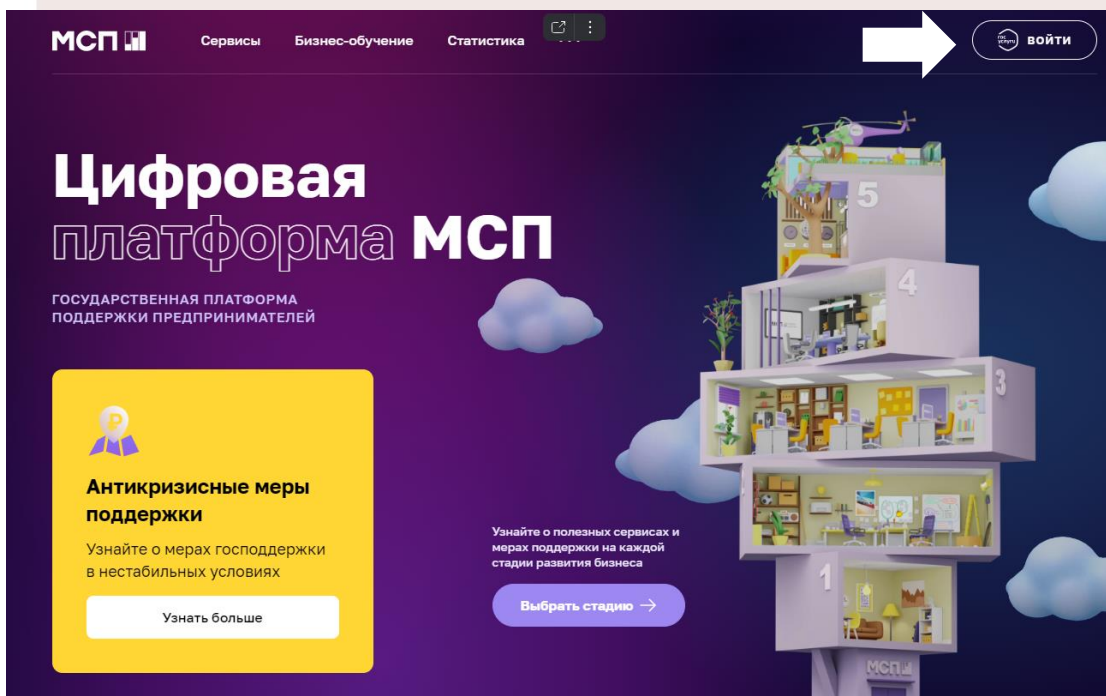 МСП
Сервисы Бизнес-обучение Статистика
гос услуги ВОЙТИ
Цифровая
платформа МСП
ГОСУДАРСТВЕННАЯ ПЛАТФОРМА
ПОДДЕРЖКИ ПРЕДПРИНИМАТЕЛЕЙ
Антикризисные меры
поддержки
Узнайте о мерах господдержки
в нестабильных условиях
Узнать больше
Узнайте о полезных сервисах и
мерах поддержки на каждой
стадии развития бизнеса
Выбрать стадию →
5
4
3
1
МСП